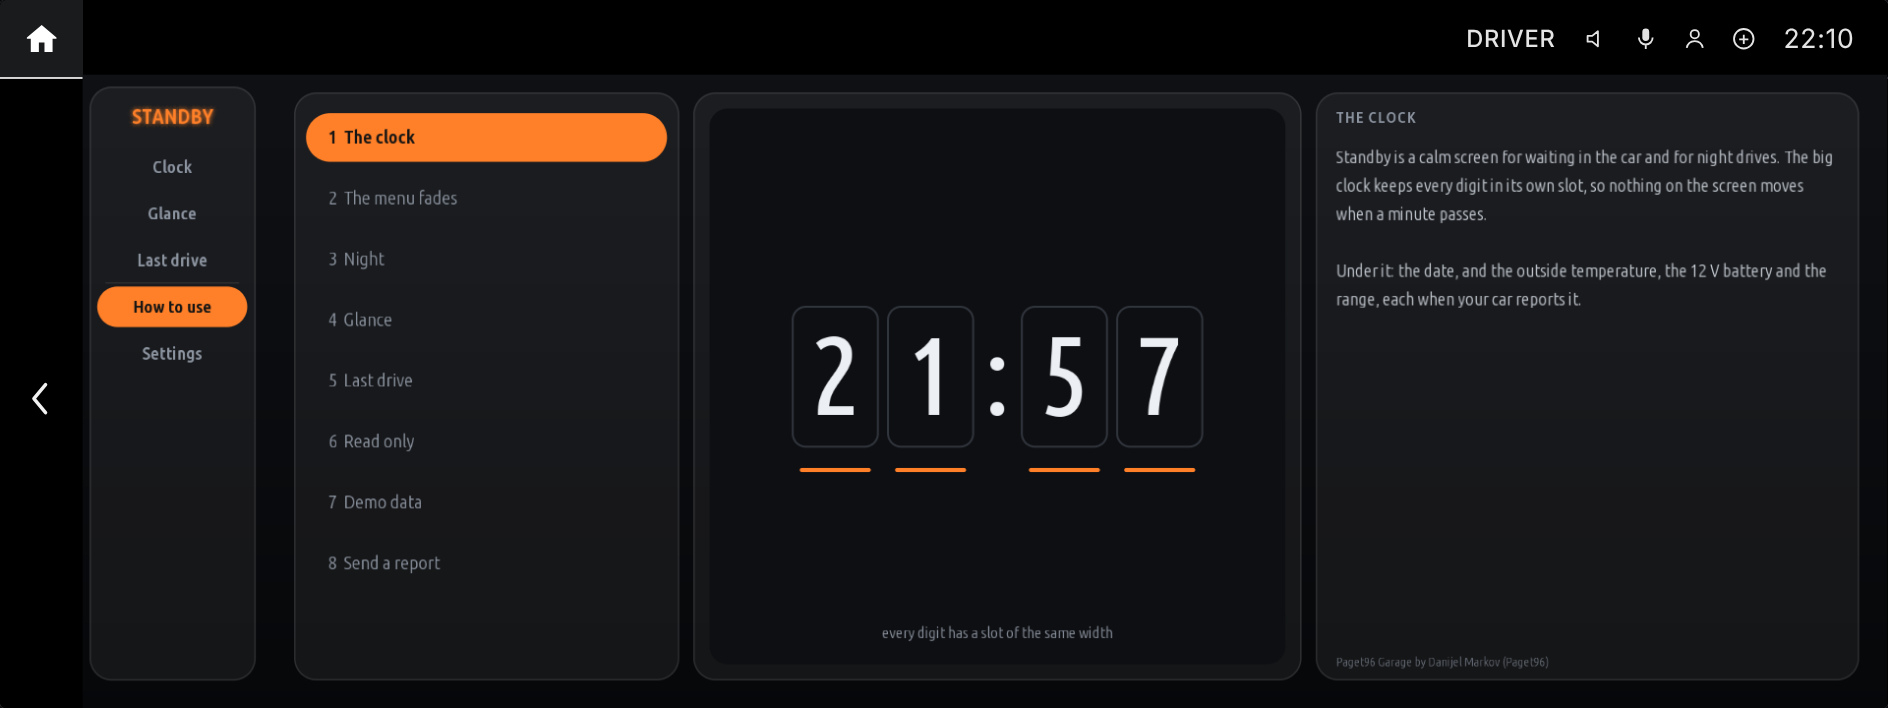 DRIVER 22:10
STANDBY
Clock
Glance
Last drive
How to use
Settings
1 The clock
2 The menu fades
3 Night
4 Glance
5 Last drive
6 Read only
7 Demo data
8 Send a report
21:57
every digit has a slot of the same width
THE CLOCK
Standby is a calm screen for waiting in the car and for night drives. The big
clock keeps every digit in its own slot, so nothing on the screen moves
when a minute passes.
Under it: the date, and the outside temperature, the 12 V battery and the
range, each when your car reports it.
Paget96 Garage by Danijel Markov (Paget96)